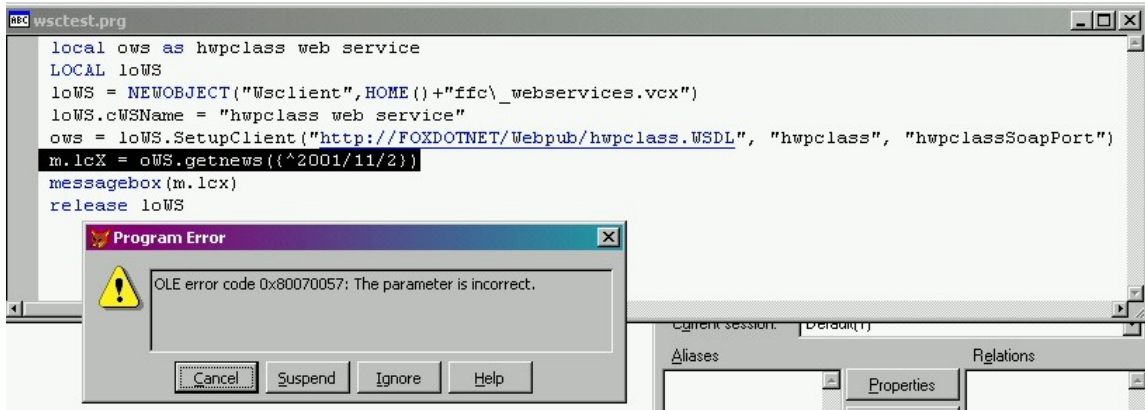 ABC wsctest.prg
local ows as hwpclass web service
LOCAL loWS
loWS = NEWOBJECT("Wsclient",HOME()+"ffc\_webservices.vcx")
loWS.cWSName = "hwpclass web service"
ows = loWS.SetupClient("http://FOXDOTNET/Webpub/hwpclass.WSDL", "hwpclass", "hwpclassSoapPort")
m.lcX = oWS.getnews({^2001/11/2})
messagebox(m.lcx)
release loWS
Program Error
OLE error code 0x80070057: The parameter is incorrect.
Cancel Suspend Ignore Help
Current session: Default(1)
Aliases Relations
Properties